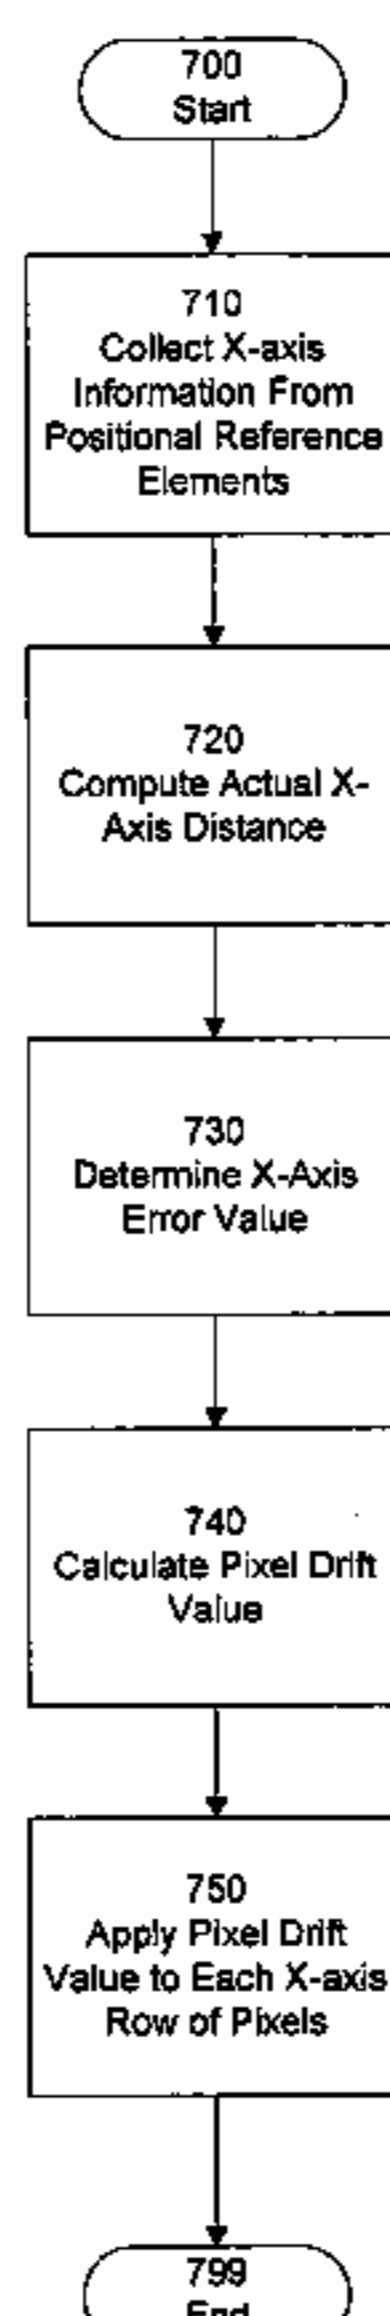 700
Start
710
Collect X-axis
Information From
Positional Reference
Elements
720
Compute Actual X-
Axis Distance
730
Determine X-Axis
Error Value
740
Calculate Pixel Drift
Value
750
Apply Pixel Drift
Value to Each X-axis
Row of Pixels
799
End